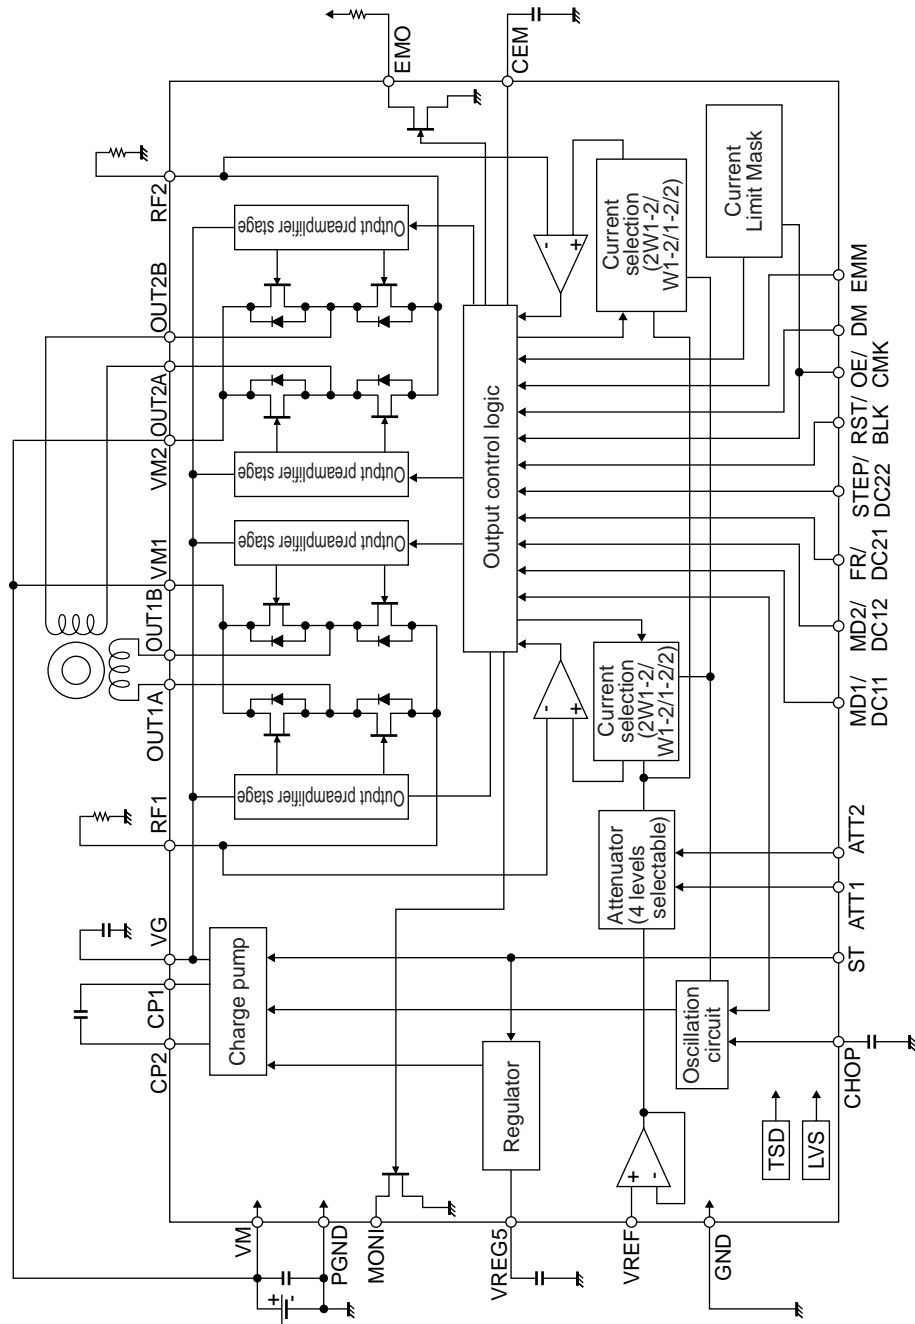 EMO
CEM
RF2
OUT2B
OUT2A
VM2
VM1
OUT1B
OUT1A
RF1
VG
CP1
CP2
VM
PGND
MONI
VREG5
VREF
GND
Output preamplifier stage
Output preamplifier stage
Output preamplifier stage
Output preamplifier stage
Output control logic
-
+
Current
selection
(2W1-2/
W1-2/1-2/2)
Current
Limit Mask
-
+
Current
selection
(2W1-2/
W1-2/1-2/2)
Attenuator
(4 levels
selectable)
Charge pump
Regulator
Oscillation
circuit
+
-
TSD
LVS
+
-
EMM
DM
OE/
CMK
RST/
BLK
STEP/
DC22
FR/
DC21
MD2/
DC12
MD1/
DC11
ATT2
ATT1
ST
CHOP